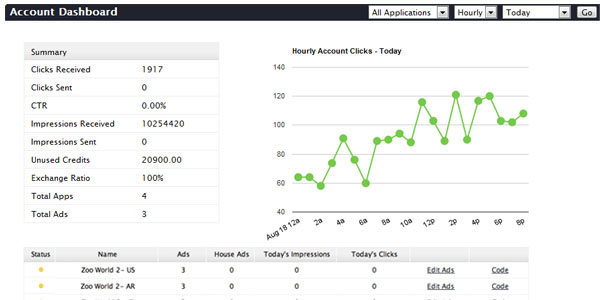 Account Dashboard
All Applications Hourly Today Go
Summary
Clicks Received 1917
Clicks Sent 0
CTR 0.00%
Impressions Received 10254420
Impressions Sent 0
Unused Credits 20900.00
Exchange Ratio 100%
Total Apps 4
Total Ads 3
Hourly Account Clicks - Today
140
120
100
80
60
40
Aug 18 12a 2a 4a 6a 8a 10a 12p 2p 4p 6p 8p
Status Name Ads House Ads Today's Impressions Today's Clicks
Zoo World 2 - US 3 0 0 0 Edit Ads Code
Zoo World 2 - AR 3 0 0 0 Edit Ads Code